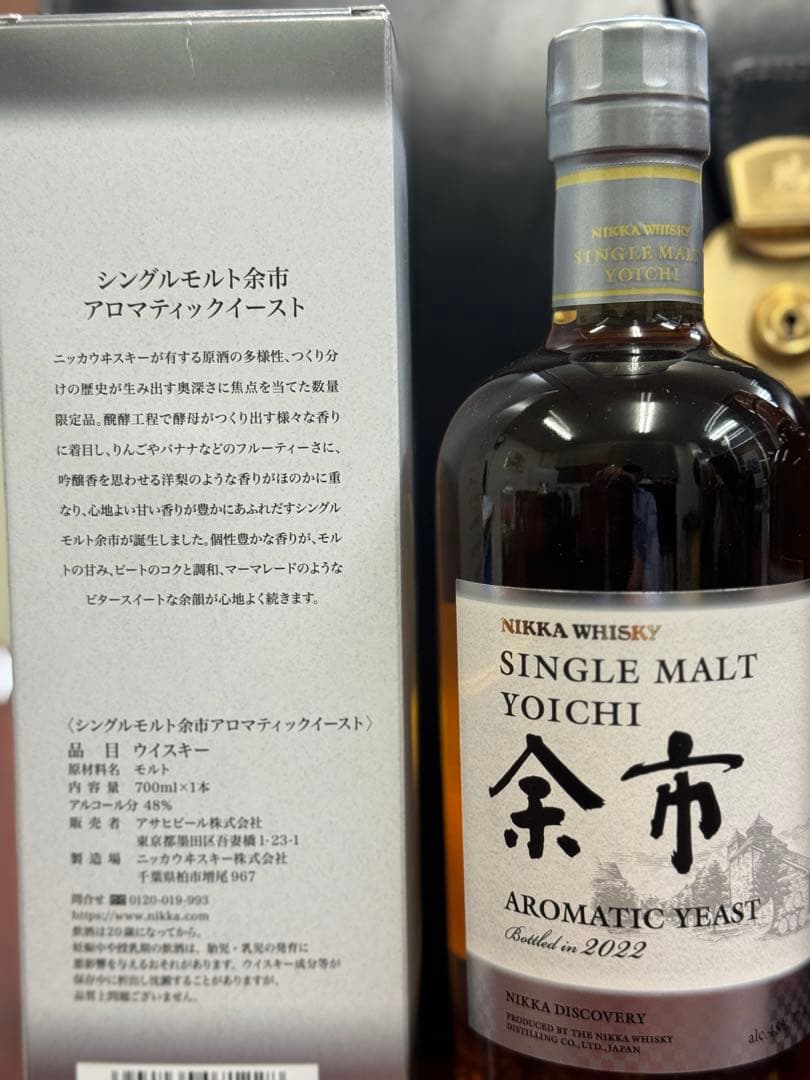 シングルモルト余市
アロマティックイースト
ニッカウヰスキーが有する原酒の多様性、つくり分
けの歴史が生み出す奥深さに焦点を当てた数量
限定品。醗酵工程で酵母がつくり出す様々な香り
に着目し、りんごやバナナなどのフルーティーさに、
吟醸香を思わせる洋梨のような香りがほのかに重
なり、心地よい甘い香りが豊かにあふれだすシングル
モルト余市が誕生しました。個性豊かな香りが、モル
トの甘み、ピートのコクと調和、マーマレードのような
ビタースイートな余韻が心地よく続きます。
〈シングルモルト余市アロマティックイースト〉
品目 ウイスキー
原材料名 モルト
内容量 700ml×1本
アルコール分 48%
販売者 アサヒビール株式会社
東京都墨田区吾妻橋1-23-1
製造場 ニッカウヰスキー株式会社
千葉県柏市増尾967
問合せ 0120-019-993
https://www.nikka.com
飲酒は20歳になってから。
妊娠中や授乳期の飲酒は、胎児・乳児の発育に
悪影響を与えるおそれがあります。ウイスキー成分等が
保存中に析出し沈殿することがありますが、
品質上問題ございません。
NIKKA WHISKY
SINGLE MALT
YOICHI
NIKKA WHISKY
SINGLE MALT
YOICHI
余市
AROMATIC YEAST
Bottled in 2022
NIKKA DISCOVERY
PRODUCED BY THE NIKKA WHISKY
DISTILLING CO.,LTD.,JAPAN
alc.48